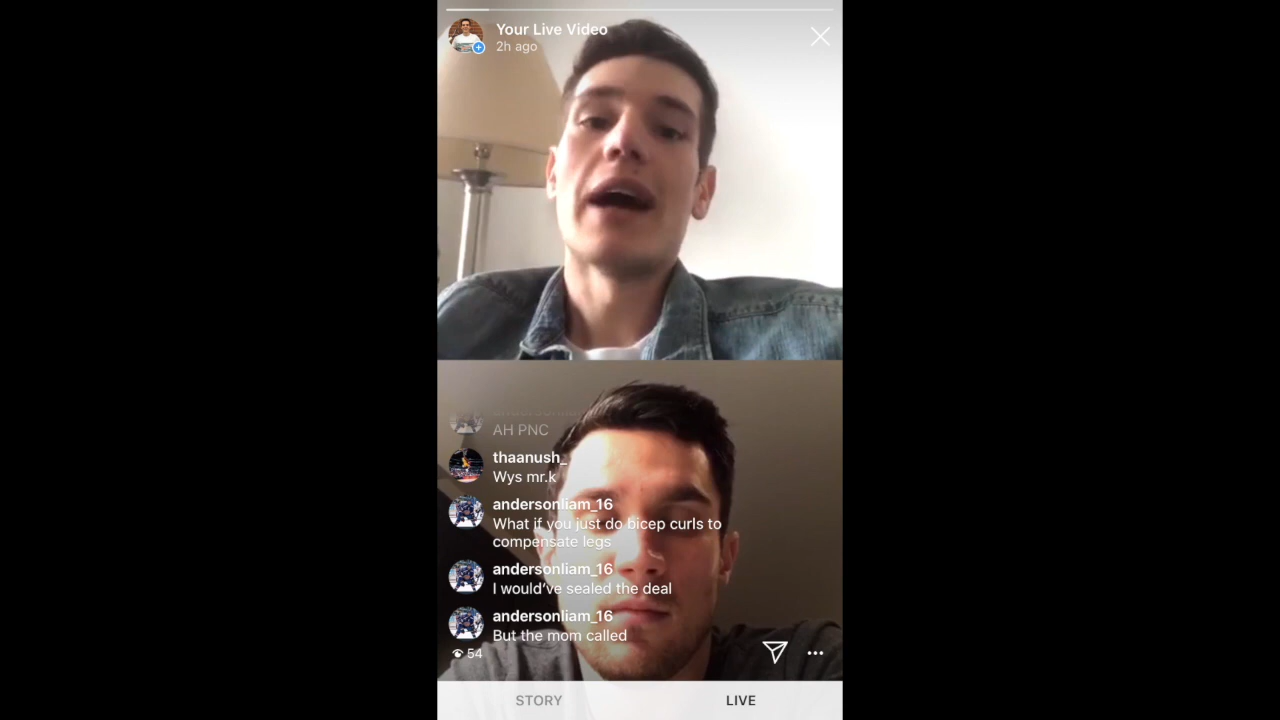 Your Live Video
2h ago
AH PNC
thaanush_
Wys mr.k
andersonliam_16
What if you just do bicep curls to
compensate legs
andersonliam_16
I would've sealed the deal
andersonliam_16
But the mom called
54
STORY
LIVE